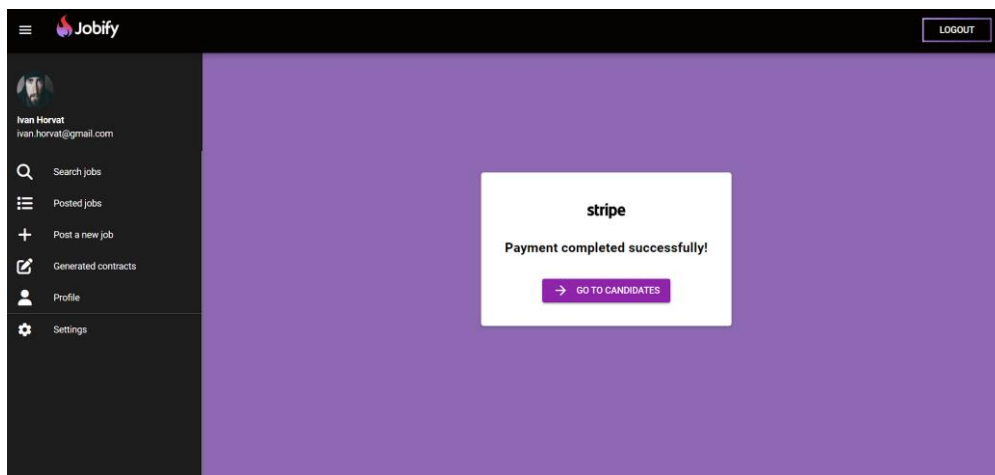 Jobify
LOGOUT
Ivan Horvat
ivan.horvat@gmail.com
Search jobs
Posted jobs
Post a new job
Generated contracts
Profile
Settings
stripe
Payment completed successfully!
GO TO CANDIDATES